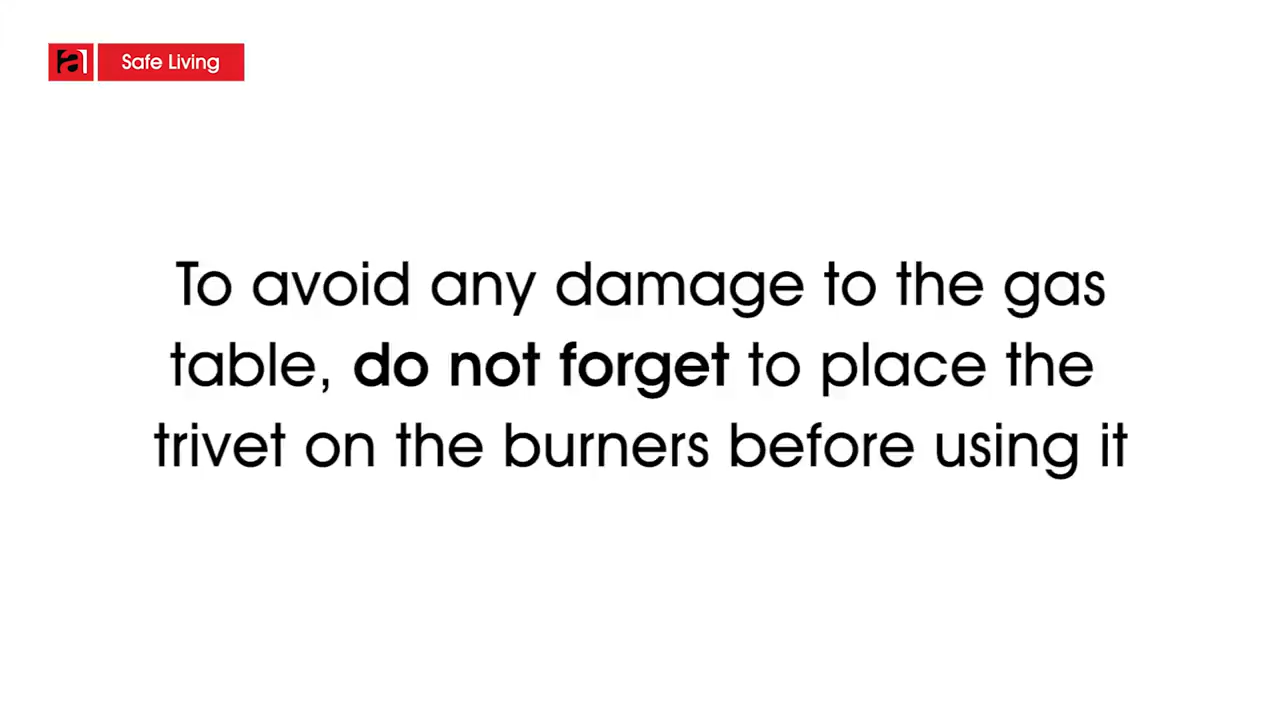 a Safe Living
To avoid any damage to the gas
table, do not forget to place the
trivet on the burners before using it